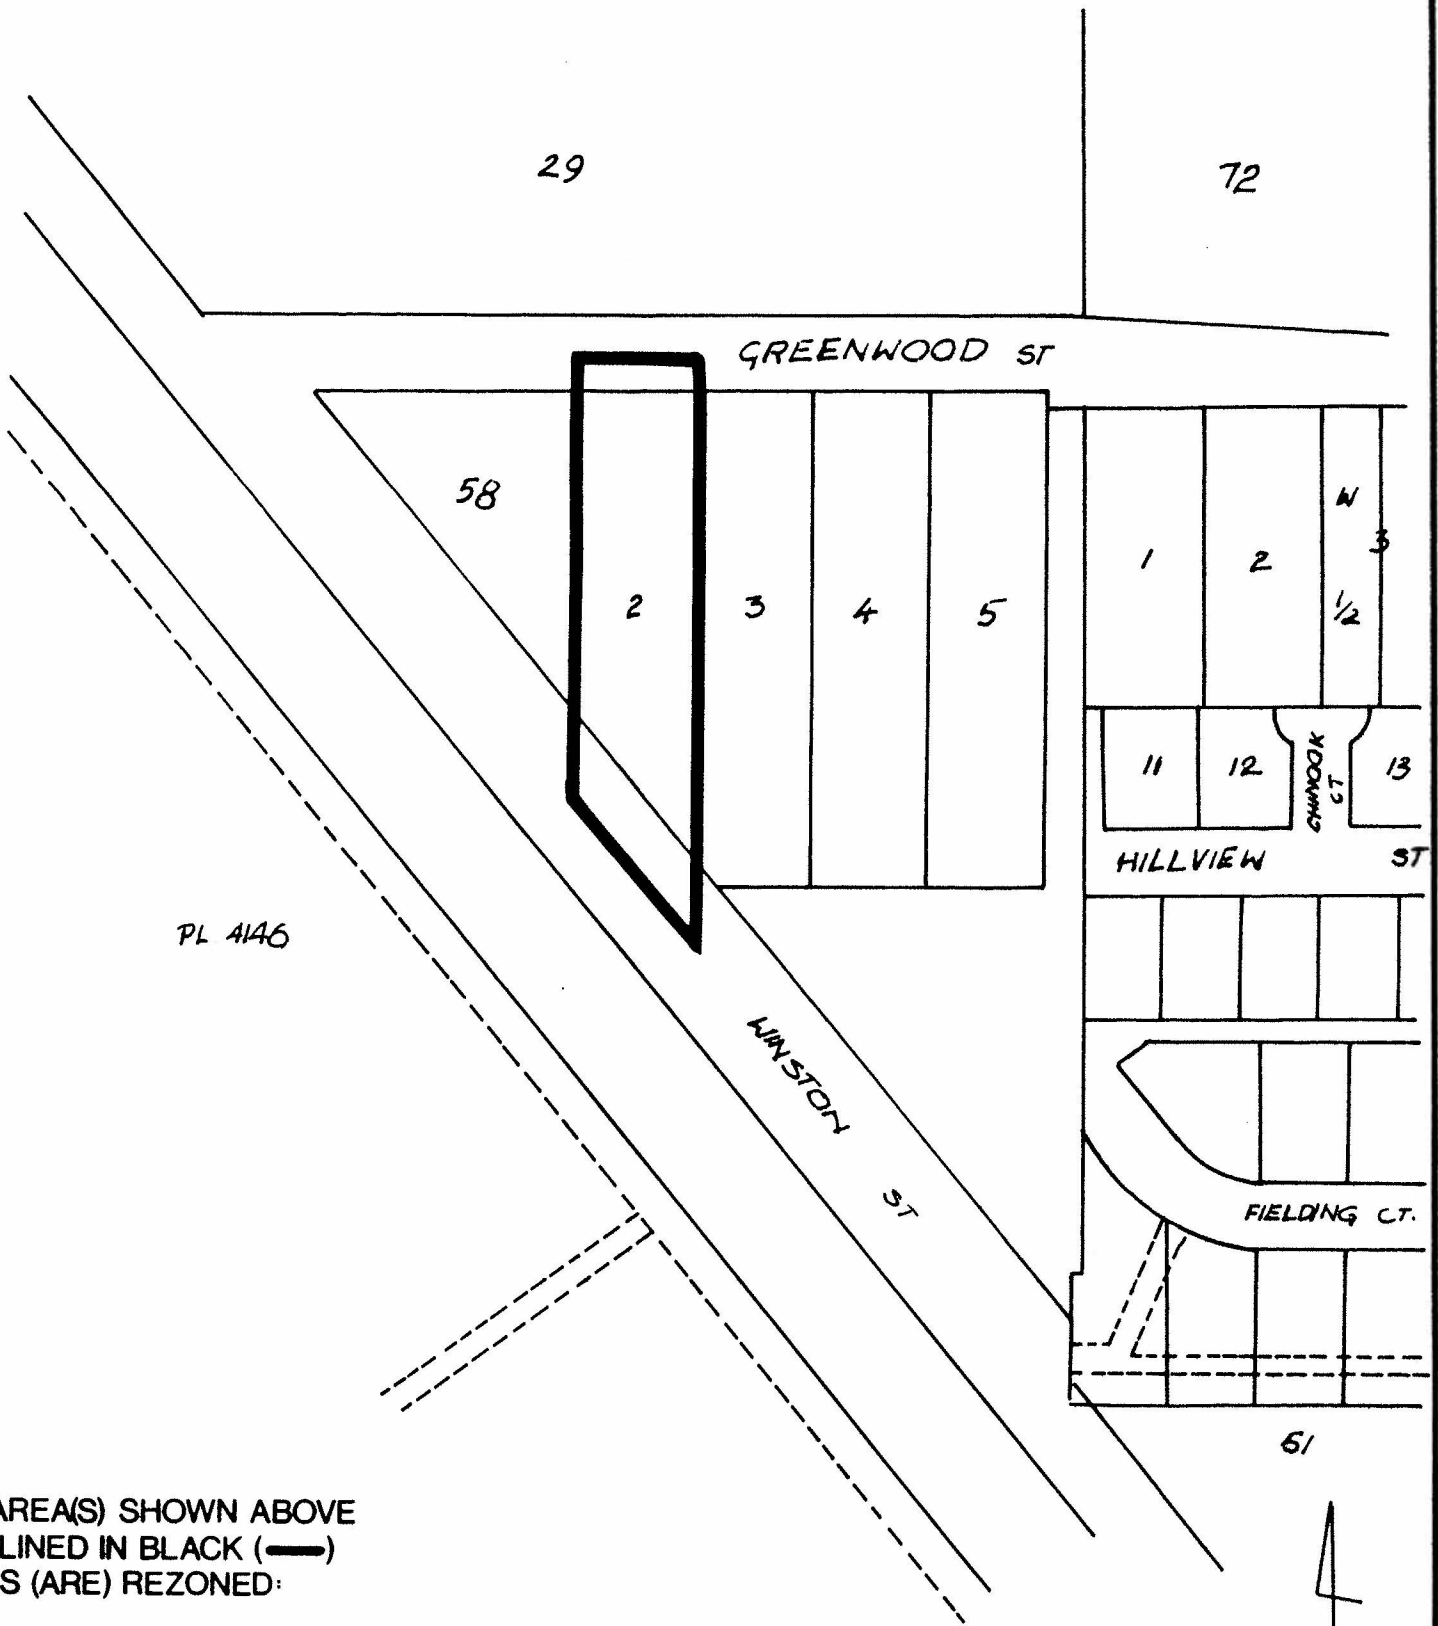 29
72
GREENWOOD ST
58
2
3
4
5
1
2
W
3
1/2
11
12
CHINOOK
CT
13
HILLVIEW ST
PL 4146
WINSTON ST
FIELDING CT.
61
AREA(S) SHOWN ABOVE
LINED IN BLACK (▬)
S (ARE) REZONED: